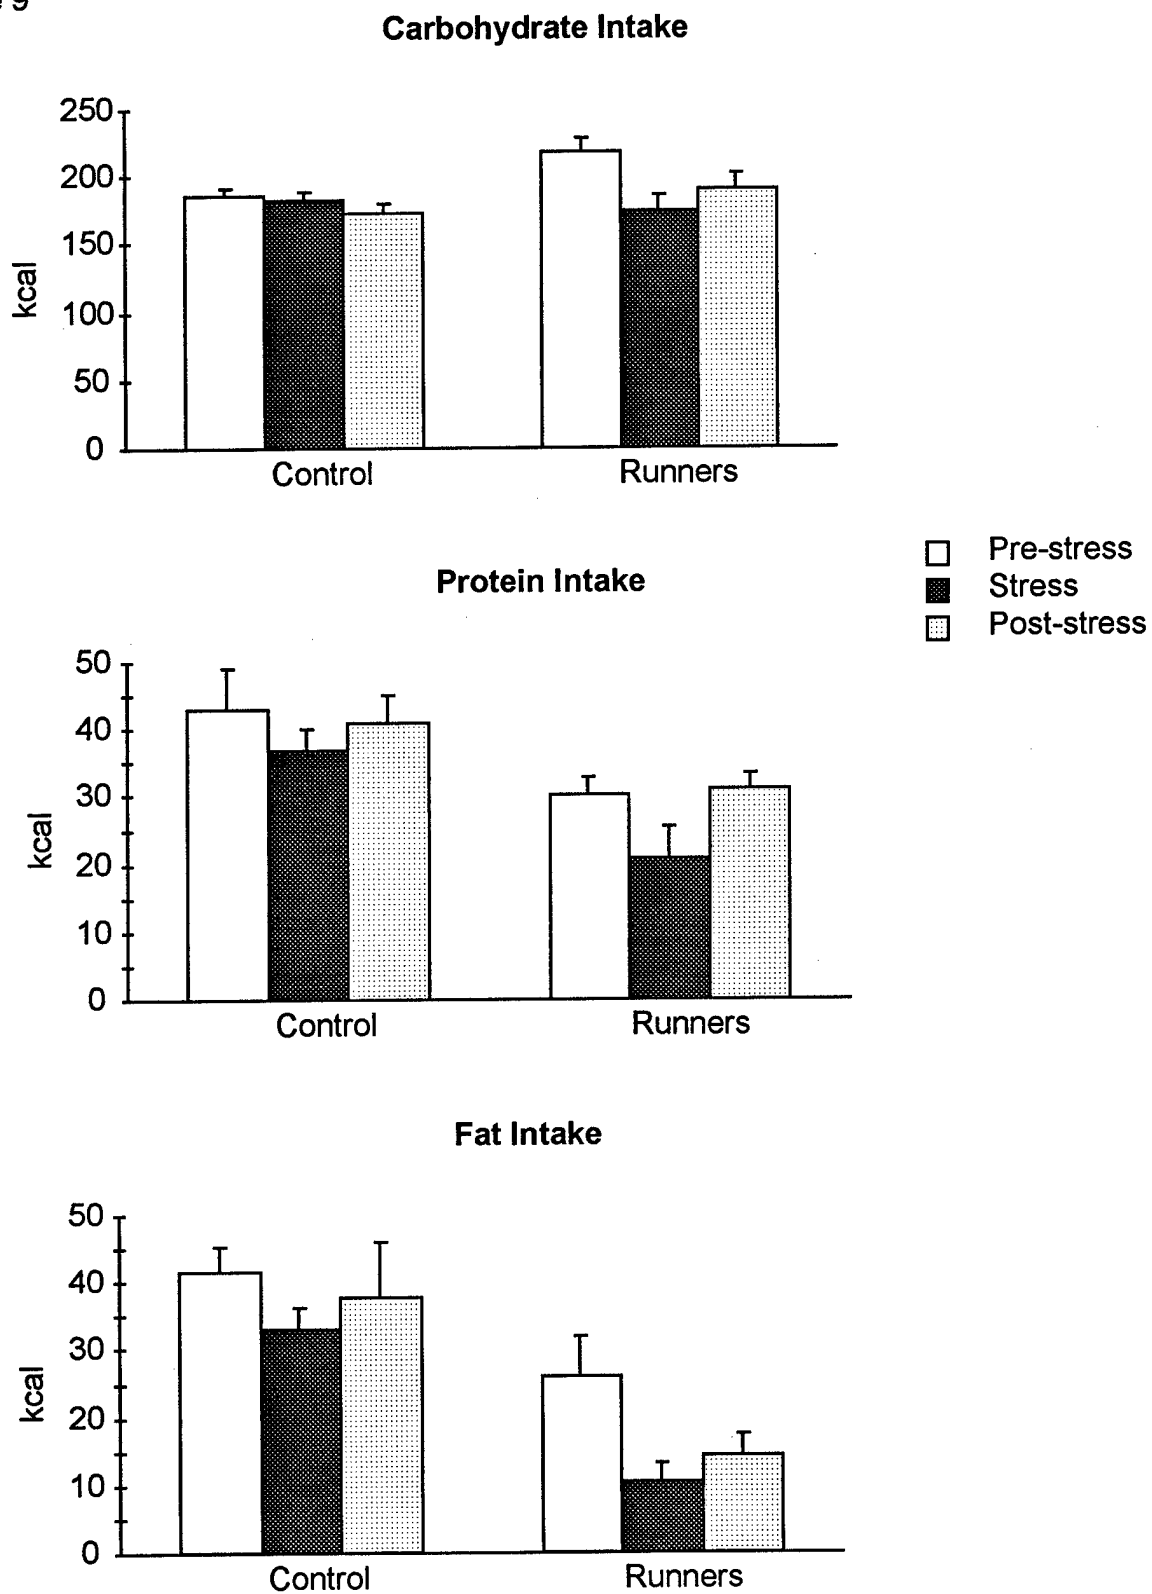 Carbohydrate Intake
250
200
150
100
50
0
kcal
Control Runners
Pre-stress
Stress
Post-stress
Protein Intake
50
40
30
20
10
0
kcal
Control Runners
Fat Intake
50
40
30
20
10
0
kcal
Control Runners